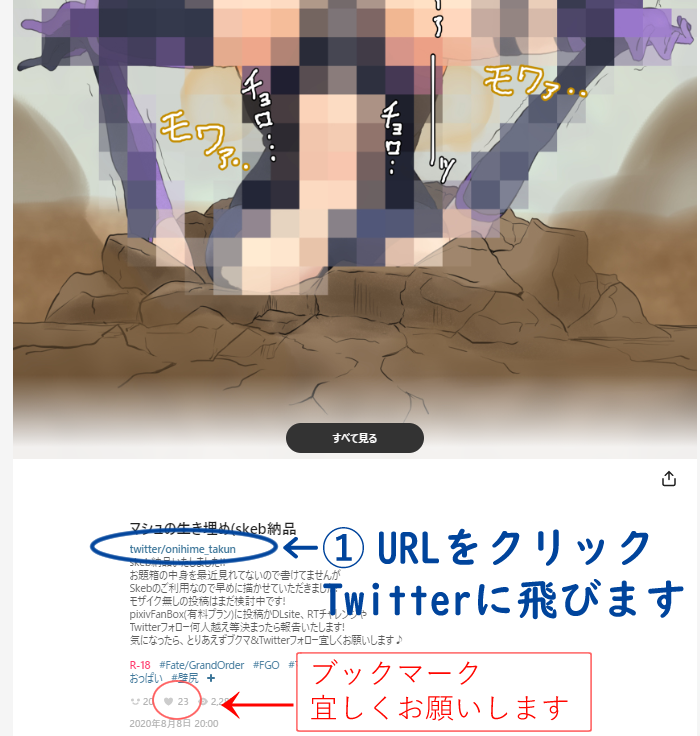 ァ
ー
ッ
チョロ…
チョロ…
モワァ…
モワァ…
すべて見る
マシュの生き埋め(skeb納品
twitter/onihime_takun
skeb納品いたしました!!
お題箱の中身を最近見れてないので書けてませんが
Skebのご利用なので早めに描かせていただきました
モザイク無しの投稿はまだ検討中です!
pixivFanBox(有料プラン)に投稿かDLsite、RTチャレンジや
Twitterフォロー何人越え等決まったら報告いたします!
気になったら、とりあえずブクマ&Twitterフォロー宜しくお願いします♪
←① URLをクリック
Twitterに飛びます
R-18 #Fate/GrandOrder #FGO
おっぱい #壁尻 +
20 23 2,2
2020年8月8日 20:00
ブックマーク
宜しくお願いします